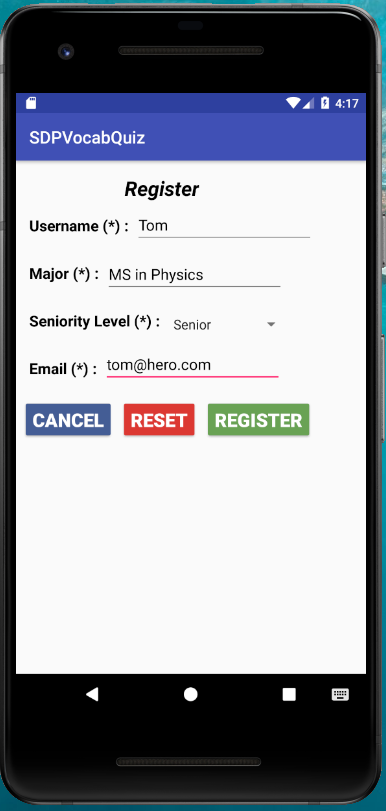 4:17
SDPVocabQuiz
Register
Username (*) : Tom
Major (*) : MS in Physics
Seniority Level (*) : Senior
Email (*) : tom@hero.com
CANCEL RESET REGISTER